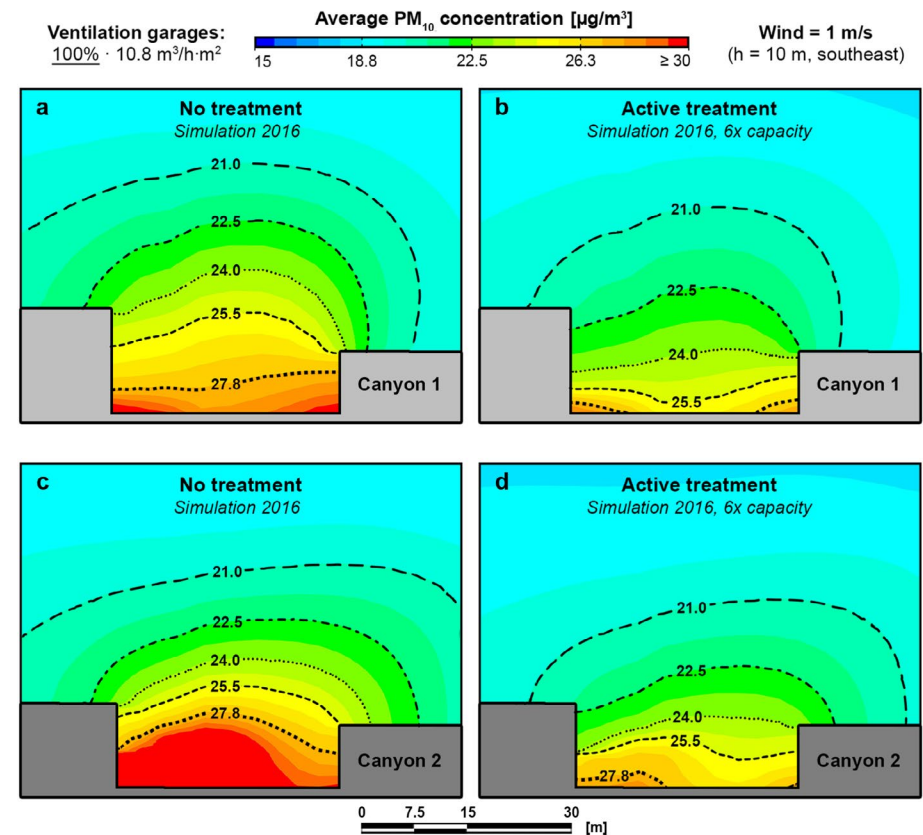 Ventilation garages:
100% · 10.8 m³/h·m²
Average PM₁₀ concentration [µg/m³]
15 18.8 22.5 26.3 ≥ 30
Wind = 1 m/s
(h = 10 m, southeast)
a
No treatment
Simulation 2016
21.0
22.5
24.0
25.5
27.8
Canyon 1
b
Active treatment
Simulation 2016, 6x capacity
21.0
22.5
24.0
25.5
Canyon 1
c
No treatment
Simulation 2016
21.0
22.5
24.0
25.5
27.8
Canyon 2
d
Active treatment
Simulation 2016, 6x capacity
21.0
22.5
24.0
25.5
27.8
Canyon 2
0 7.5 15 30
[m]